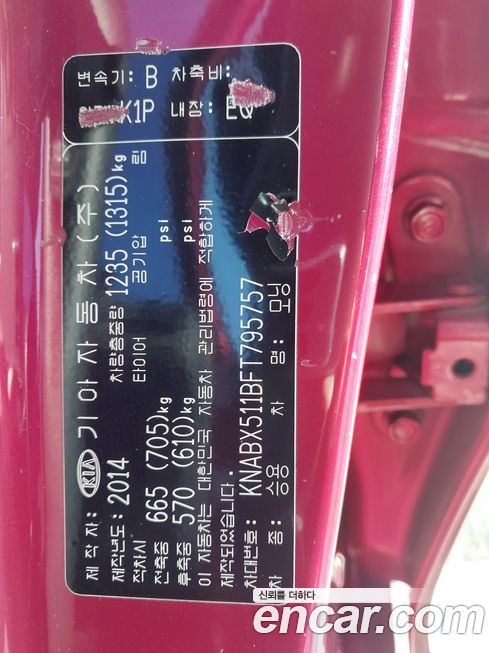 변속기: B 차축비:
K1P 내장: EQ
KIA
제 작 자: 기아자동차(주)
제작년도: 2014 차량총중량 1235 (1315)kg
적차시 타이어 공기압 림
전축중 665 (705)kg psi
후축중 570 (610)kg psi
이 자동차는 대한민국 자동차 관리법령에 적합하게
제작되었습니다.
차대번호: KNABX511BFT795757
차 종: 승용 차 명: 모닝
신뢰를 더하다
encar.com